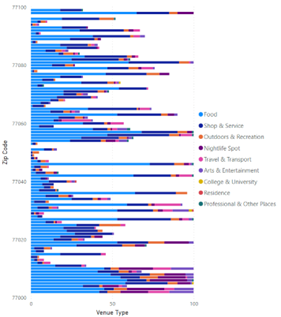 77100
77080
77060
77040
77020
77000
Zip Code
0
50
100
Venue Type
Food
Shop & Service
Outdoors & Recreation
Nightlife Spot
Travel & Transport
Arts & Entertainment
College & University
Residence
Professional & Other Places